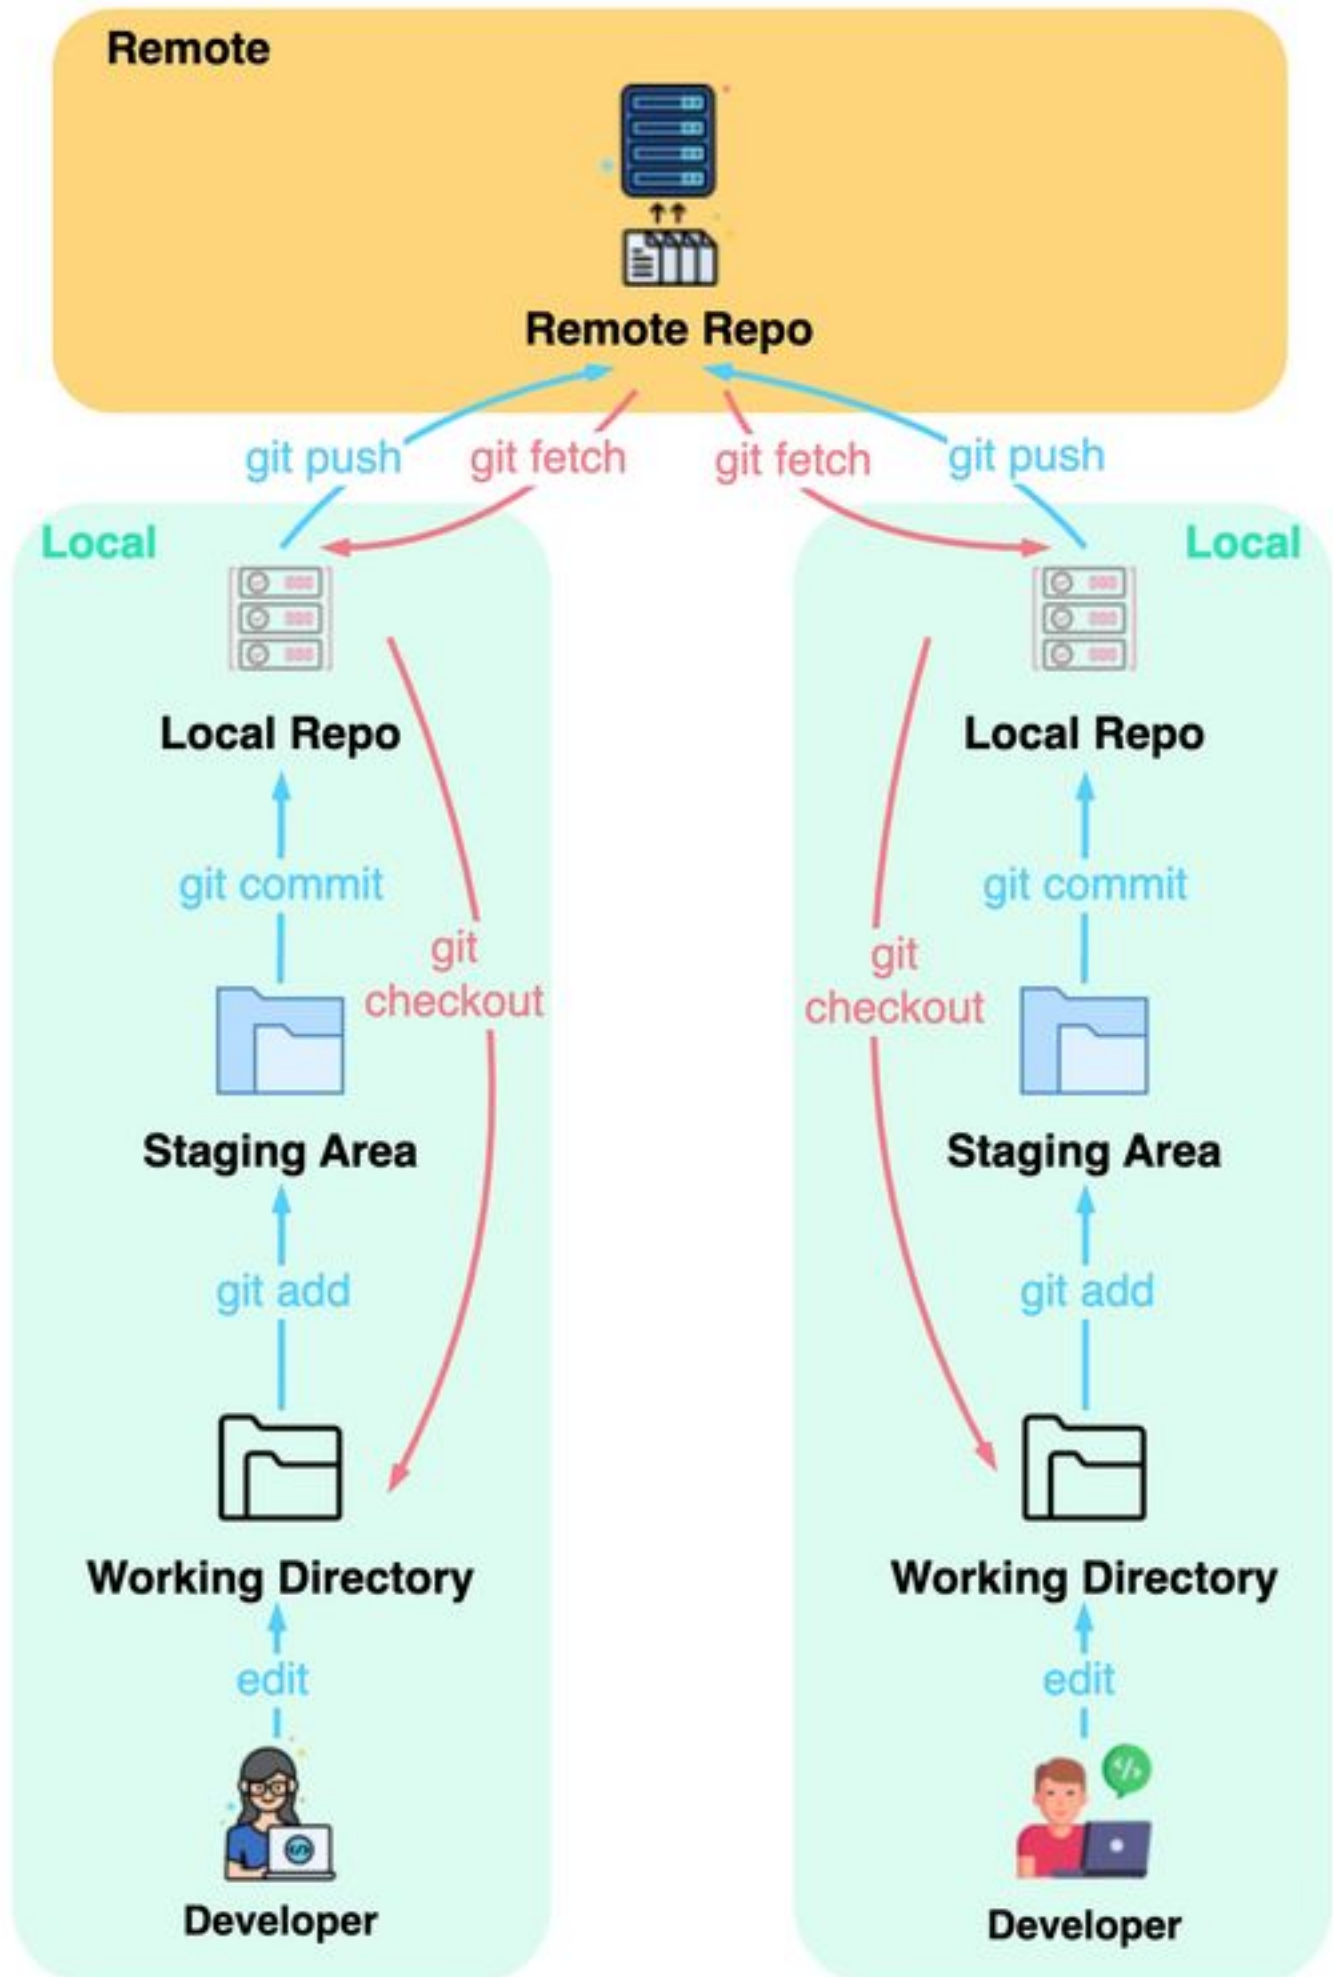 Remote
Remote Repo
git push
git fetch
git fetch
git push
Local
Local
Local Repo
Local Repo
git commit
git commit
git
checkout
git
checkout
Staging Area
Staging Area
git add
git add
Working Directory
Working Directory
edit
edit
</>
</>
Developer
Developer